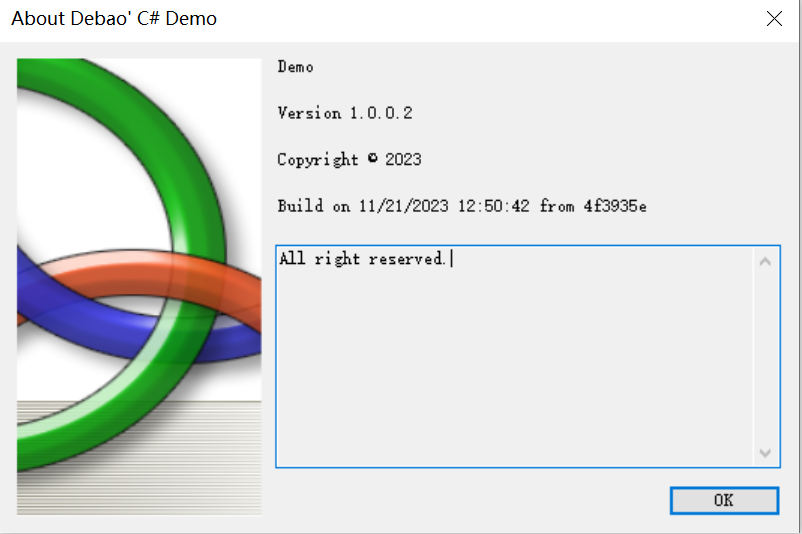 About Debao' C# Demo
Demo
Version 1.0.0.2
Copyright © 2023
Build on 11/21/2023 12:50:42 from 4f3935e
All right reserved.
OK